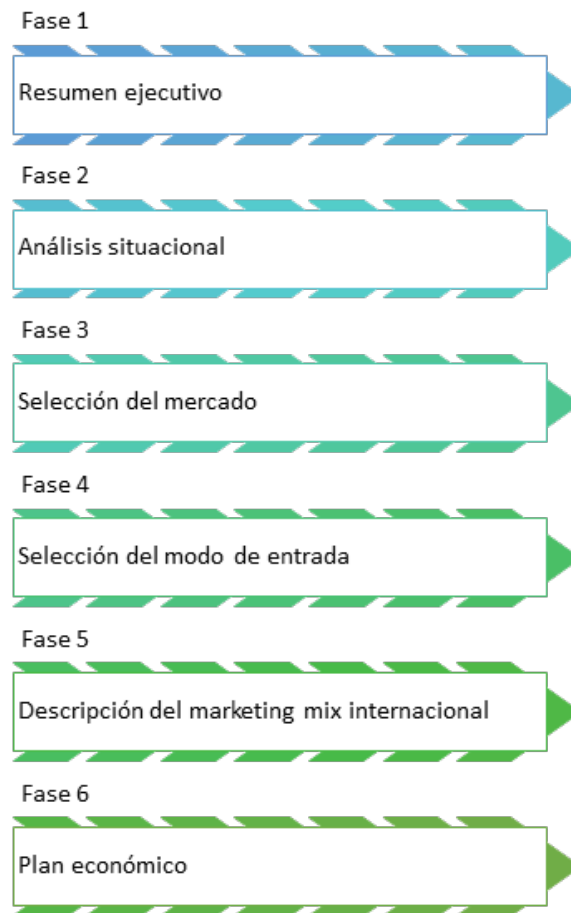 Fase 1
Resumen ejecutivo
Fase 2
Análisis situacional
Fase 3
Selección del mercado
Fase 4
Selección del modo de entrada
Fase 5
Descripción del marketing mix internacional
Fase 6
Plan económico